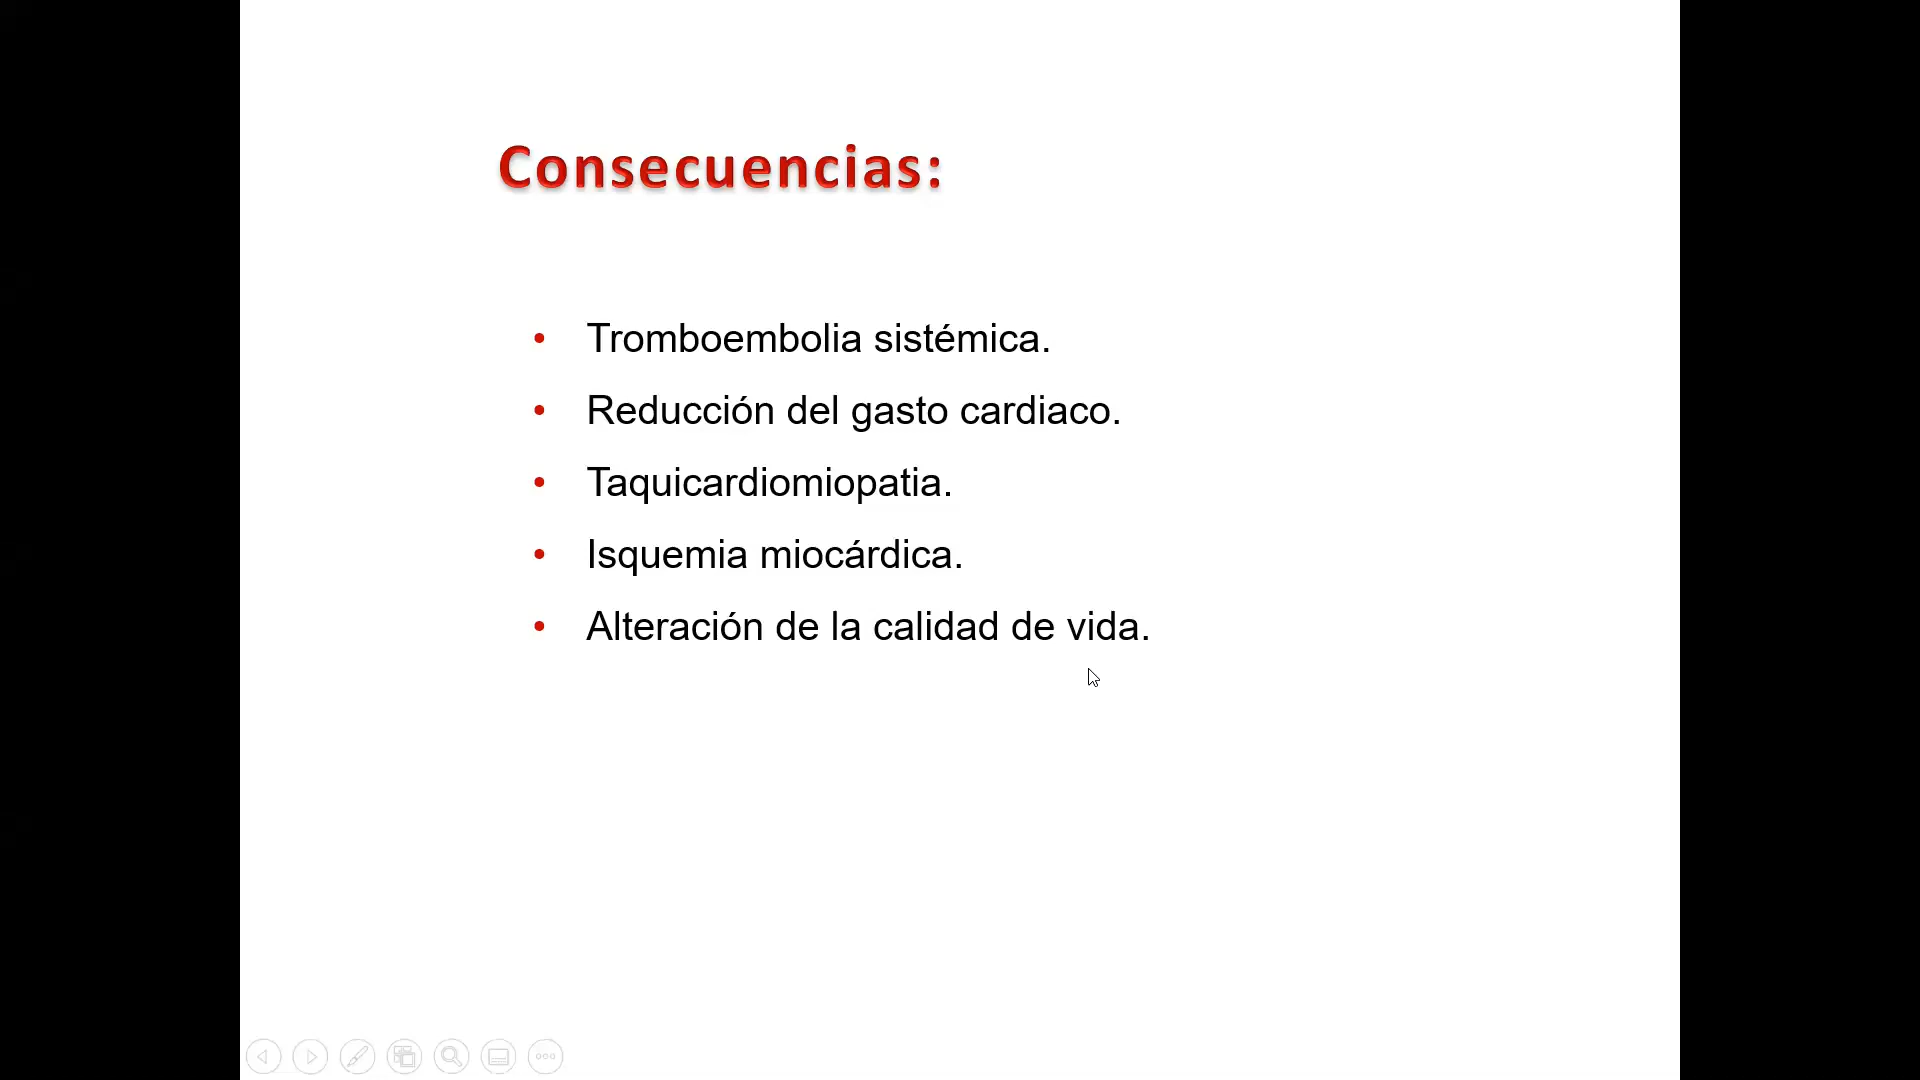 Consecuencias:
• Tromboembolia sistémica.
• Reducción del gasto cardiaco.
• Taquicardiomiopatia.
• Isquemia miocárdica.
• Alteración de la calidad de vida.